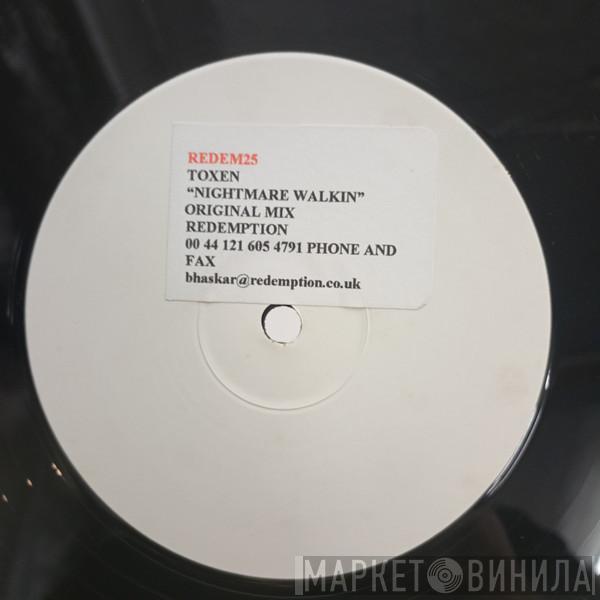 REDEM25
TOXEN
“NIGHTMARE WALKIN”
ORIGINAL MIX
REDEMPTION
00 44 121 605 4791 PHONE AND
FAX
bhaskar@redemption.co.uk
МАРКЕТ ВИНИЛА